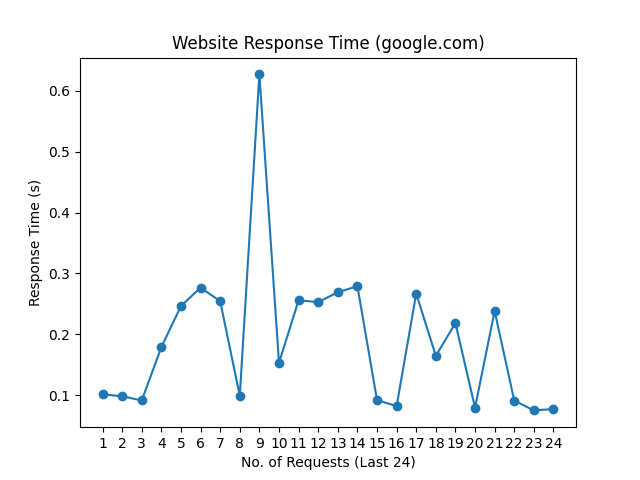 Website Response Time (google.com)
0.6
0.5
0.4
0.3
0.2
0.1
Response Time (s)
1 2 3 4 5 6 7 8 9 10 11 12 13 14 15 16 17 18 19 20 21 22 23 24
No. of Requests (Last 24)